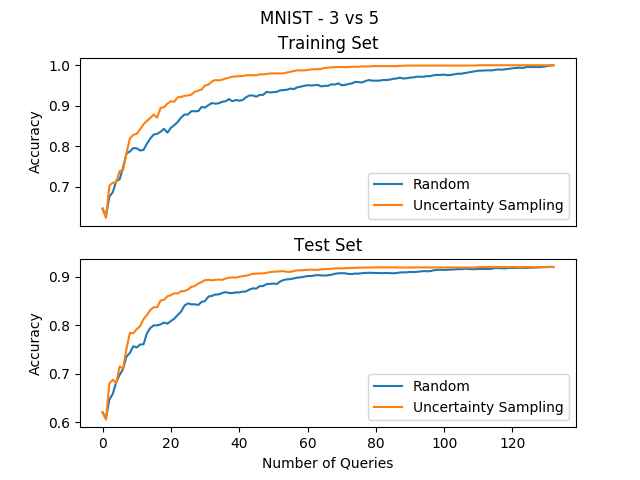 MNIST - 3 vs 5
Training Set
1.0
0.9
0.8
0.7
Accuracy
Random
Uncertainty Sampling
Test Set
0.9
0.8
0.7
0.6
Accuracy
Random
Uncertainty Sampling
0 20 40 60 80 100 120
Number of Queries